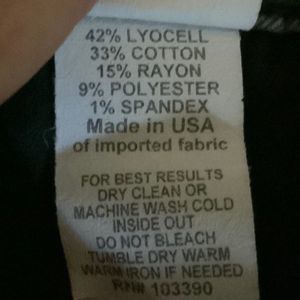 42% LYOCELL
33% COTTON
15% RAYON
9% POLYESTER
1% SPANDEX
Made in USA
of imported fabric
FOR BEST RESULTS
DRY CLEAN OR
MACHINE WASH COLD
INSIDE OUT
DO NOT BLEACH
TUMBLE DRY WARM
WARM IRON IF NEEDED
RN# 103390